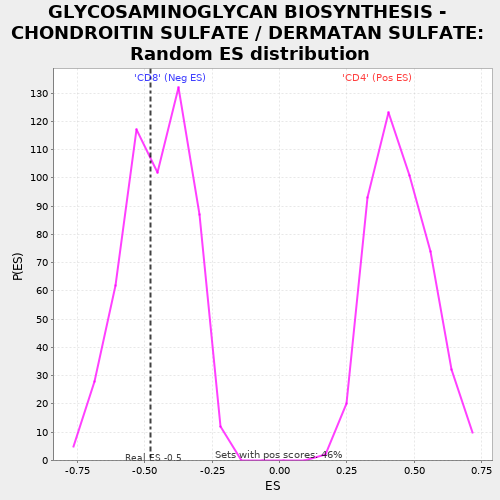 GLYCOSAMINOGLYCAN BIOSYNTHESIS -
CHONDROITIN SULFATE / DERMATAN SULFATE:
Random ES distribution
'CD8' (Neg ES)
'CD4' (Pos ES)
130
120
110
100
90
80
70
60
50
40
30
20
10
0
P(ES)
Real ES -0.5
Sets with pos scores: 46%
-0.75
-0.50
-0.25
0.00
0.25
0.50
0.75
ES